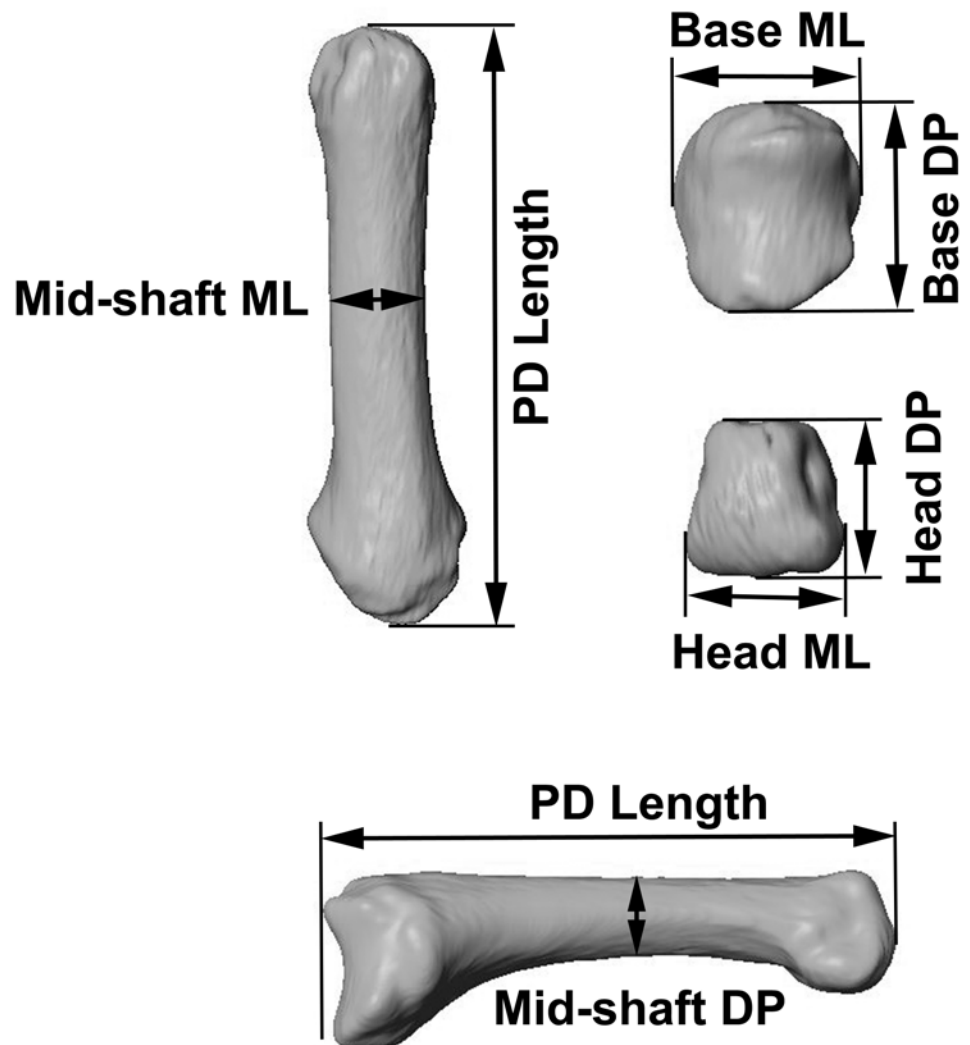 Base ML
Base DP
PD Length
Mid-shaft ML
Head DP
Head ML
PD Length
Mid-shaft DP